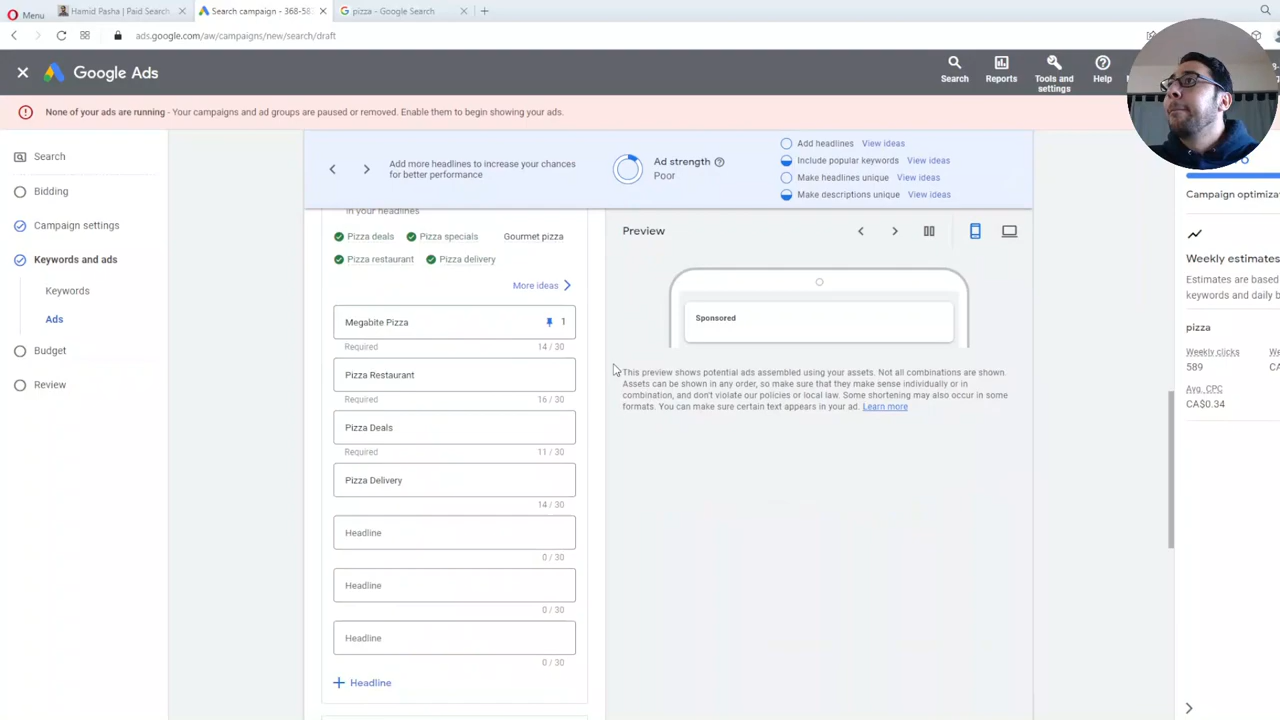 Menu
Hamid Pasha | Paid Search
Search campaign - 368-58
pizza - Google Search
ads.google.com/aw/campaigns/new/search/draft
Google Ads
Search
Reports
Tools and settings
Help
None of your ads are running - Your campaigns and ad groups are paused or removed. Enable them to begin showing your ads.
Search
Bidding
Campaign settings
Keywords and ads
Keywords
Ads
Budget
Review
Add more headlines to increase your chances
for better performance
Ad strength
Poor
Add headlines View ideas
Include popular keywords View ideas
Make headlines unique View ideas
Make descriptions unique View ideas
in your headlines
Pizza deals Pizza specials Gourmet pizza
Pizza restaurant Pizza delivery
More ideas
Megabite Pizza 1
Required 14 / 30
Pizza Restaurant
Required 16 / 30
Pizza Deals
Required 11 / 30
Pizza Delivery
14 / 30
Headline
0 / 30
Headline
0 / 30
Headline
0 / 30
+ Headline
Preview
Sponsored
This preview shows potential ads assembled using your assets. Not all combinations are shown.
Assets can be shown in any order, so make sure that they make sense individually or in
combination, and don't violate our policies or local law. Some shortening may also occur in some
formats. You can make sure certain text appears in your ad. Learn more
Campaign optimiza
Weekly estimates
Estimates are based
keywords and daily b
pizza
Weekly clicks
589
Avg. CPC
CA$0.34